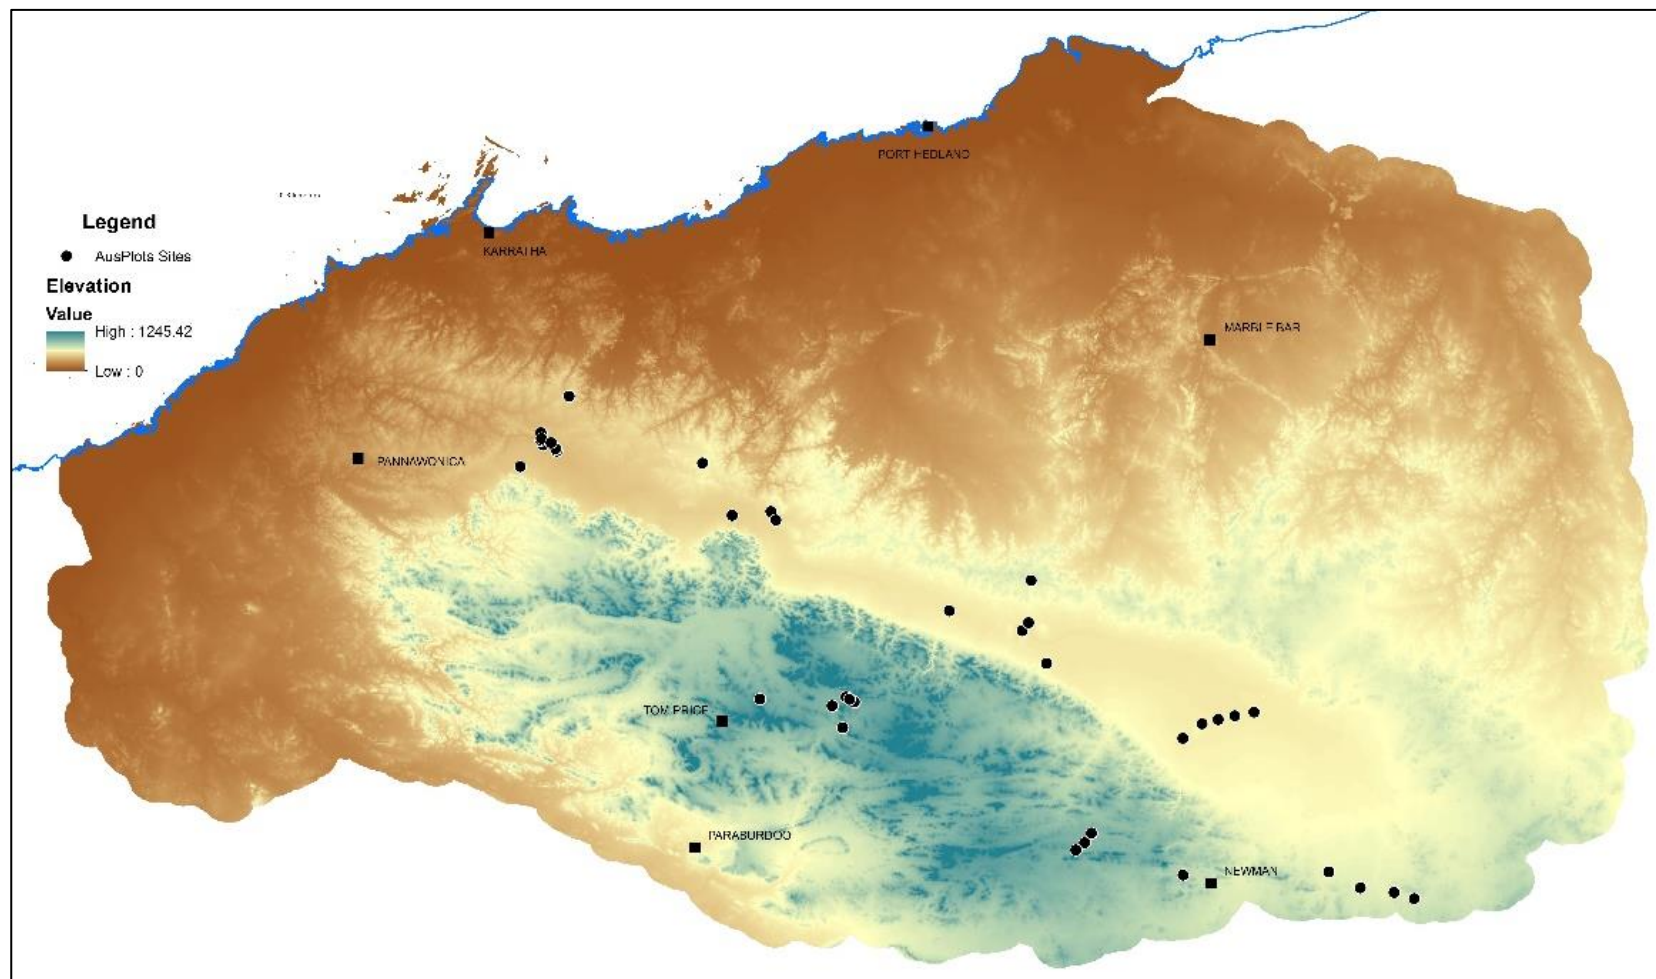 PORT HEDLAND
Legend
KARRATHA
AusPlots Sites
Elevation
Value
High : 1245.42
MARBLE BAR
Low : 0
PANNAWONICA
TOM PRICE
PARABURDOO
NEWMAN